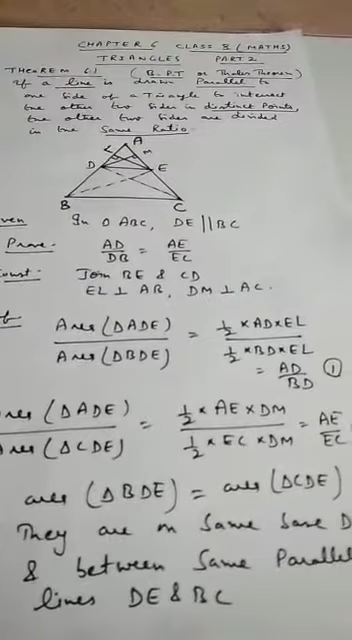 CHAPTER 6 CLASS 8 (MATHS)
TRIANGLES PART 2
THEOREM 6.1 (B.P.T or Thales Theorem)
If a line is drawn Parallel to
one side of a Triangle to intersect
the other two sides in distinct Points,
the other two sides are divided
in the Same Ratio.
A
L M
D E
B C
ven In △ ABC, DE || BC
Prove: AD/DB = AE/EC
const: Join BE & CD
EL ⊥ AB, DM ⊥ AC.
Area (△ADE) / Area (△BDE) = ½ × AD × EL / ½ × BD × EL
= AD/BD ①
Area (△ADE) / Area (△CDE) = ½ × AE × DM / ½ × EC × DM = AE/EC
area (△BDE) = area (△CDE)
They are on Same base D
& between Same Parallel
lines DE & BC